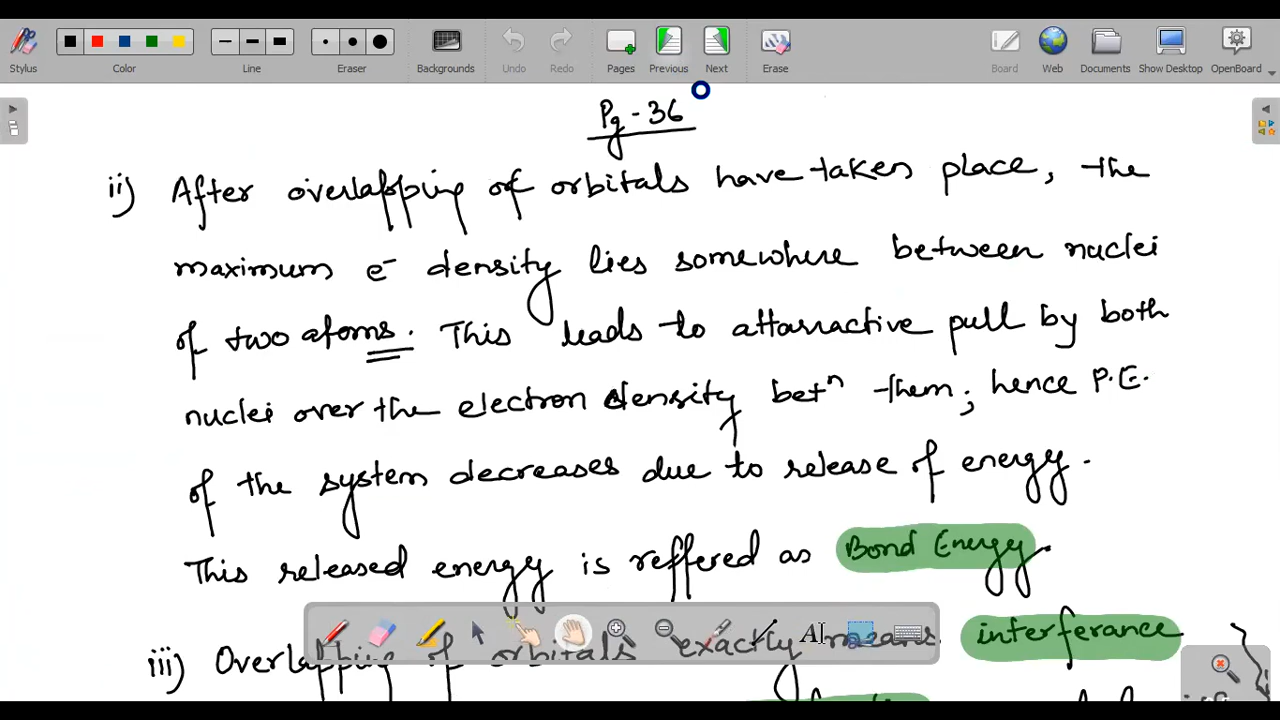 Stylus Color Line Eraser Backgrounds Undo Redo Pages Previous Next Erase Board Web Documents Show Desktop OpenBoard
Pg - 36
ii) After overlapping of orbitals have taken place, the
maximum e⁻ density lies somewhere between nuclei
of two atoms. This leads to attarractive pull by both
nuclei over the electron density betⁿ them; hence P.E.
of the system decreases due to release of energy.
This released energy is reffered as Bond Energy.
iii) Overlapping of orbitals exactly means interferance